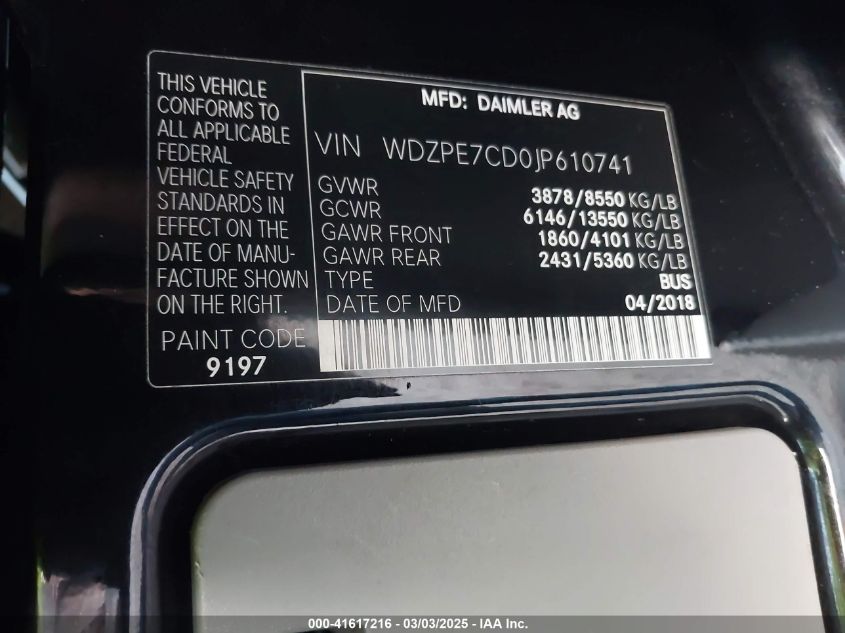 THIS VEHICLE
CONFORMS TO
ALL APPLICABLE
FEDERAL
VEHICLE SAFETY
STANDARDS IN
EFFECT ON THE
DATE OF MANU-
FACTURE SHOWN
ON THE RIGHT.
PAINT CODE
9197
MFD: DAIMLER AG
VIN WDZPE7CD0JP610741
GVWR 3878/8550 KG/LB
GCWR 6146/13550 KG/LB
GAWR FRONT 1860/4101 KG/LB
GAWR REAR 2431/5360 KG/LB
TYPE BUS
DATE OF MFD 04/2018
000-41617216 - 03/03/2025 - IAA Inc.